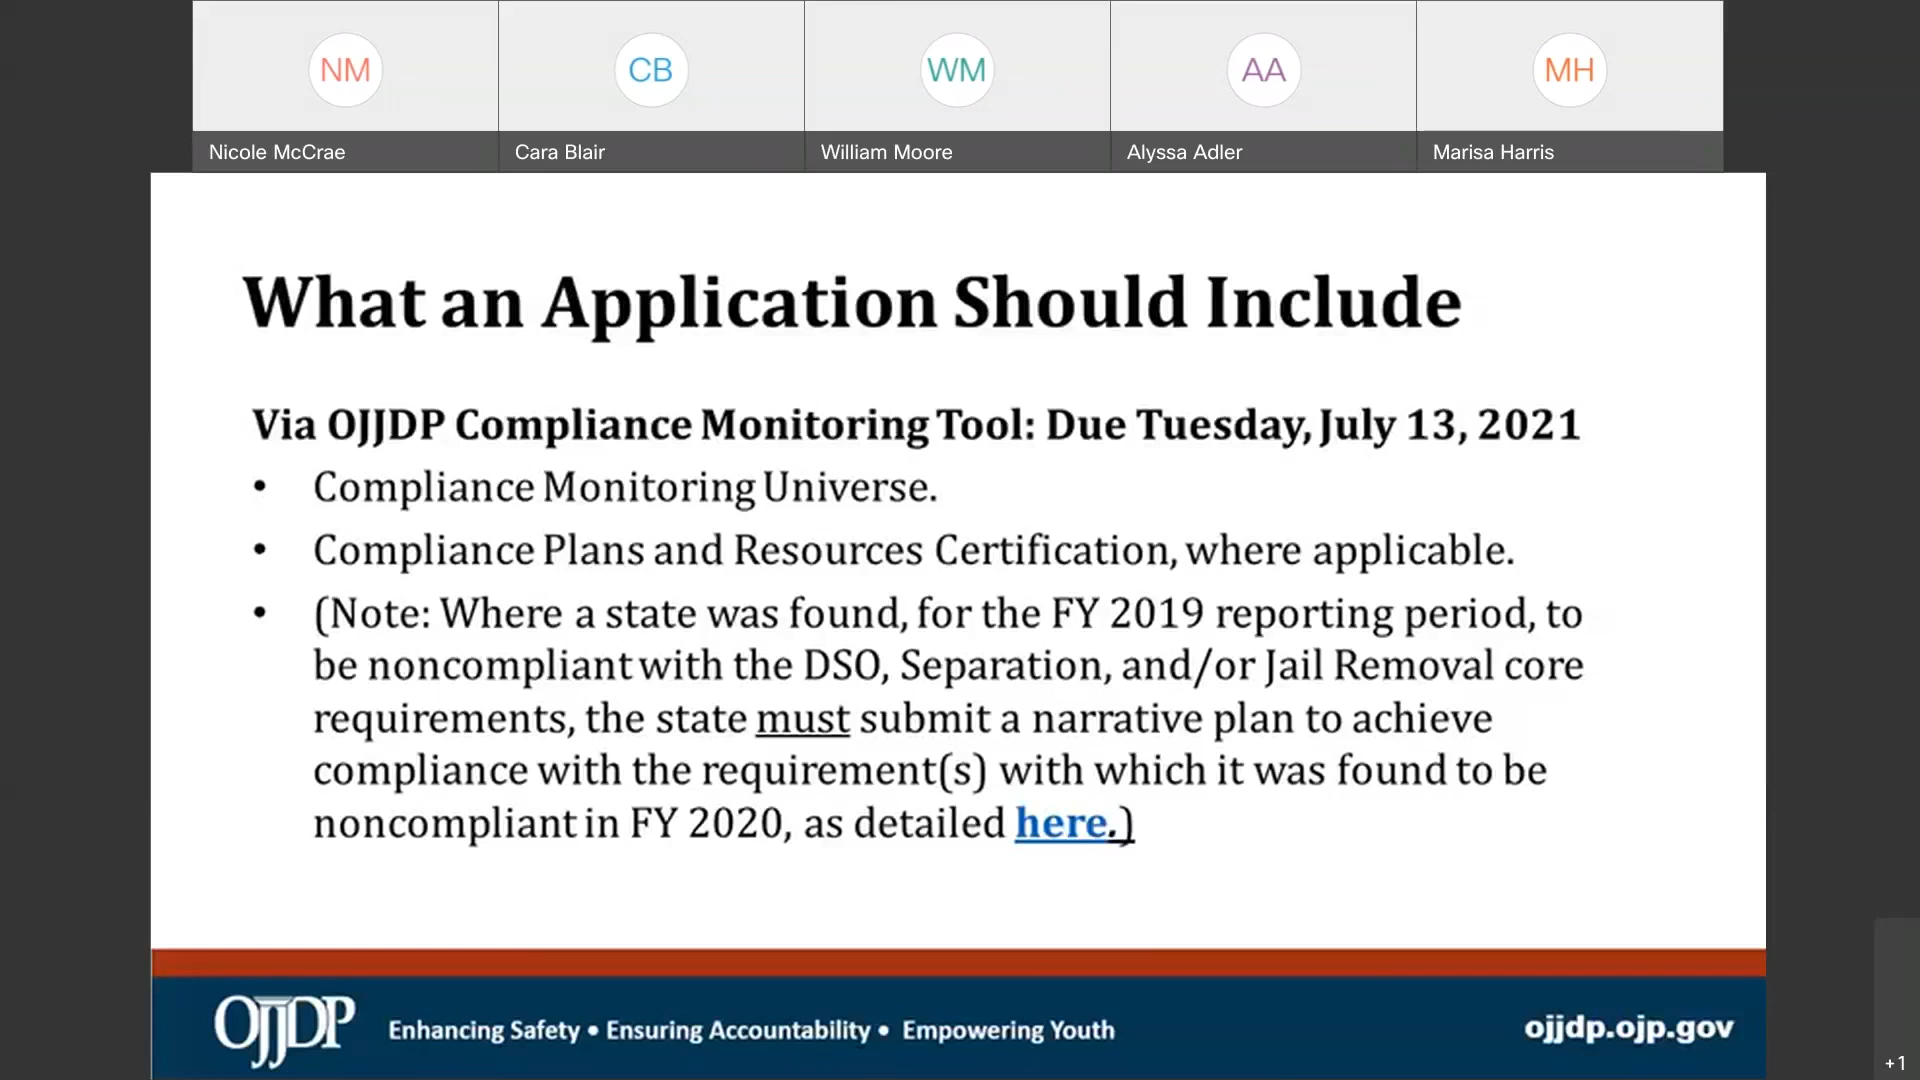 NM
CB
WM
AA
MH
Nicole McCrae
Cara Blair
William Moore
Alyssa Adler
Marisa Harris
What an Application Should Include
Via OJJDP Compliance Monitoring Tool: Due Tuesday, July 13, 2021
• Compliance Monitoring Universe.
• Compliance Plans and Resources Certification, where applicable.
• (Note: Where a state was found, for the FY 2019 reporting period, to
be noncompliant with the DSO, Separation, and/or Jail Removal core
requirements, the state must submit a narrative plan to achieve
compliance with the requirement(s) with which it was found to be
noncompliant in FY 2020, as detailed here.)
OJJDP
Enhancing Safety • Ensuring Accountability • Empowering Youth
ojjdp.ojp.gov
+1